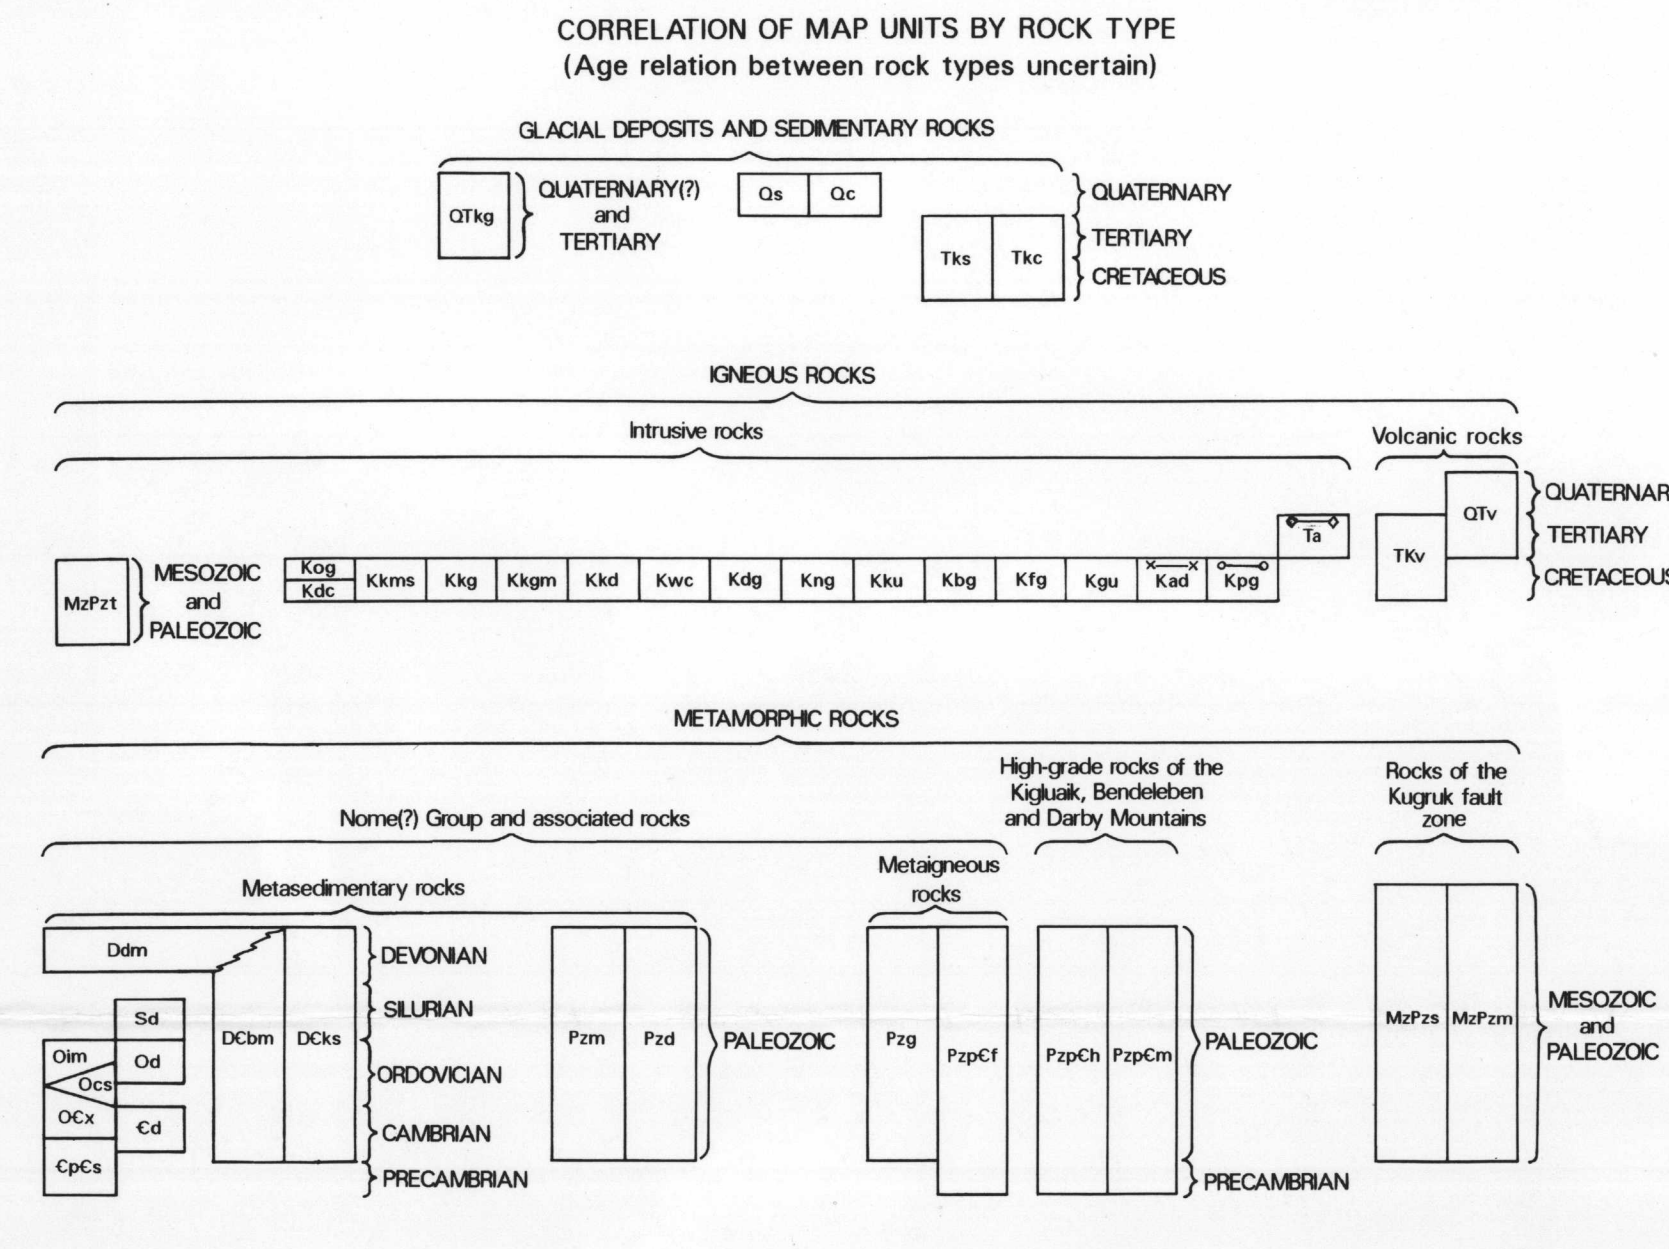 CORRELATION OF MAP UNITS BY ROCK TYPE
(Age relation between rock types uncertain)
GLACIAL DEPOSITS AND SEDIMENTARY ROCKS
QTkg
QUATERNARY(?)
and
TERTIARY
Qs
Qc
QUATERNARY
TERTIARY
CRETACEOUS
Tks
Tkc
IGNEOUS ROCKS
Intrusive rocks
Volcanic rocks
MzPzt
MESOZOIC
and
PALEOZOIC
Kog
Kdc
Kkms
Kkg
Kkgm
Kkd
Kwc
Kdg
Kng
Kku
Kbg
Kfg
Kgu
Kad
Kpg
Ta
TKv
QTv
QUATERNAR
TERTIARY
CRETACEOUS
METAMORPHIC ROCKS
Nome(?) Group and associated rocks
High-grade rocks of the
Kigluaik, Bendeleben
and Darby Mountains
Rocks of the
Kugruk fault
zone
Metasedimentary rocks
Metaigneous
rocks
Ddm
Sd
Oim
Od
Ocs
O€x
€d
€p€s
D€bm
D€ks
DEVONIAN
SILURIAN
ORDOVICIAN
CAMBRIAN
PRECAMBRIAN
Pzm
Pzd
PALEOZOIC
Pzg
Pzp€f
Pzp€h
Pzp€m
PALEOZOIC
PRECAMBRIAN
MzPzs
MzPzm
MESOZOIC
and
PALEOZOIC